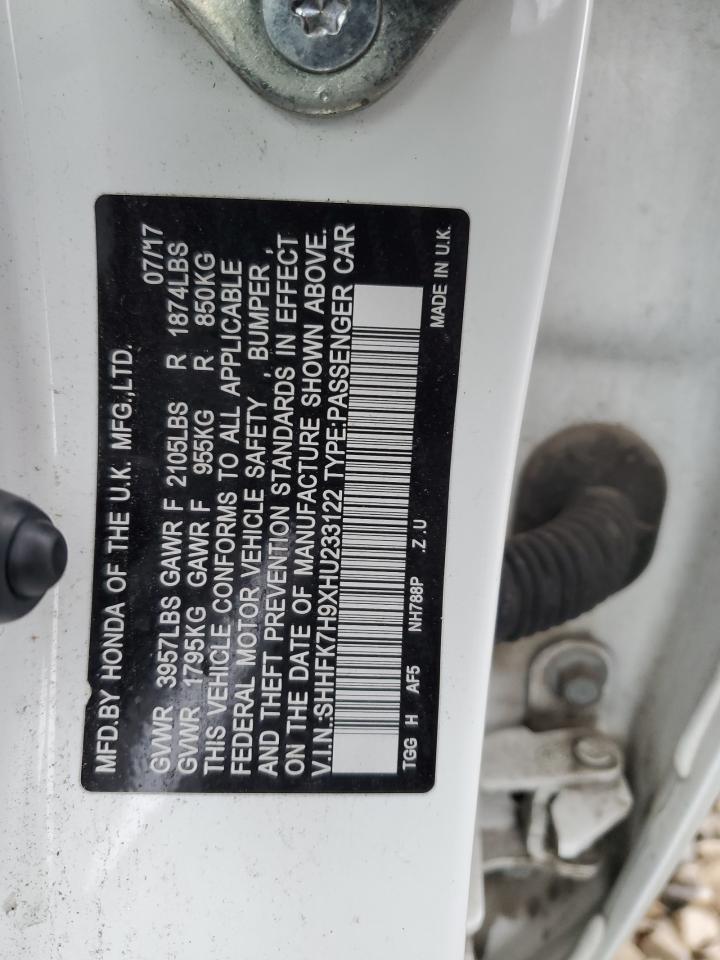 MFD.BY HONDA OF THE U.K. MFG.,LTD. 07/17
GVWR 3957LBS GAWR F 2105LBS R 1874LBS
GVWR 1795KG GAWR F 955KG R 850KG
THIS VEHICLE CONFORMS TO ALL APPLICABLE
FEDERAL MOTOR VEHICLE SAFETY , BUMPER ,
AND THEFT PREVENTION STANDARDS IN EFFECT
ON THE DATE OF MANUFACTURE SHOWN ABOVE.
V.I.N.:SHHFK7H9XHU233122 TYPE:PASSENGER CAR
TGG H AF5 NH788P .Z .U MADE IN U.K.